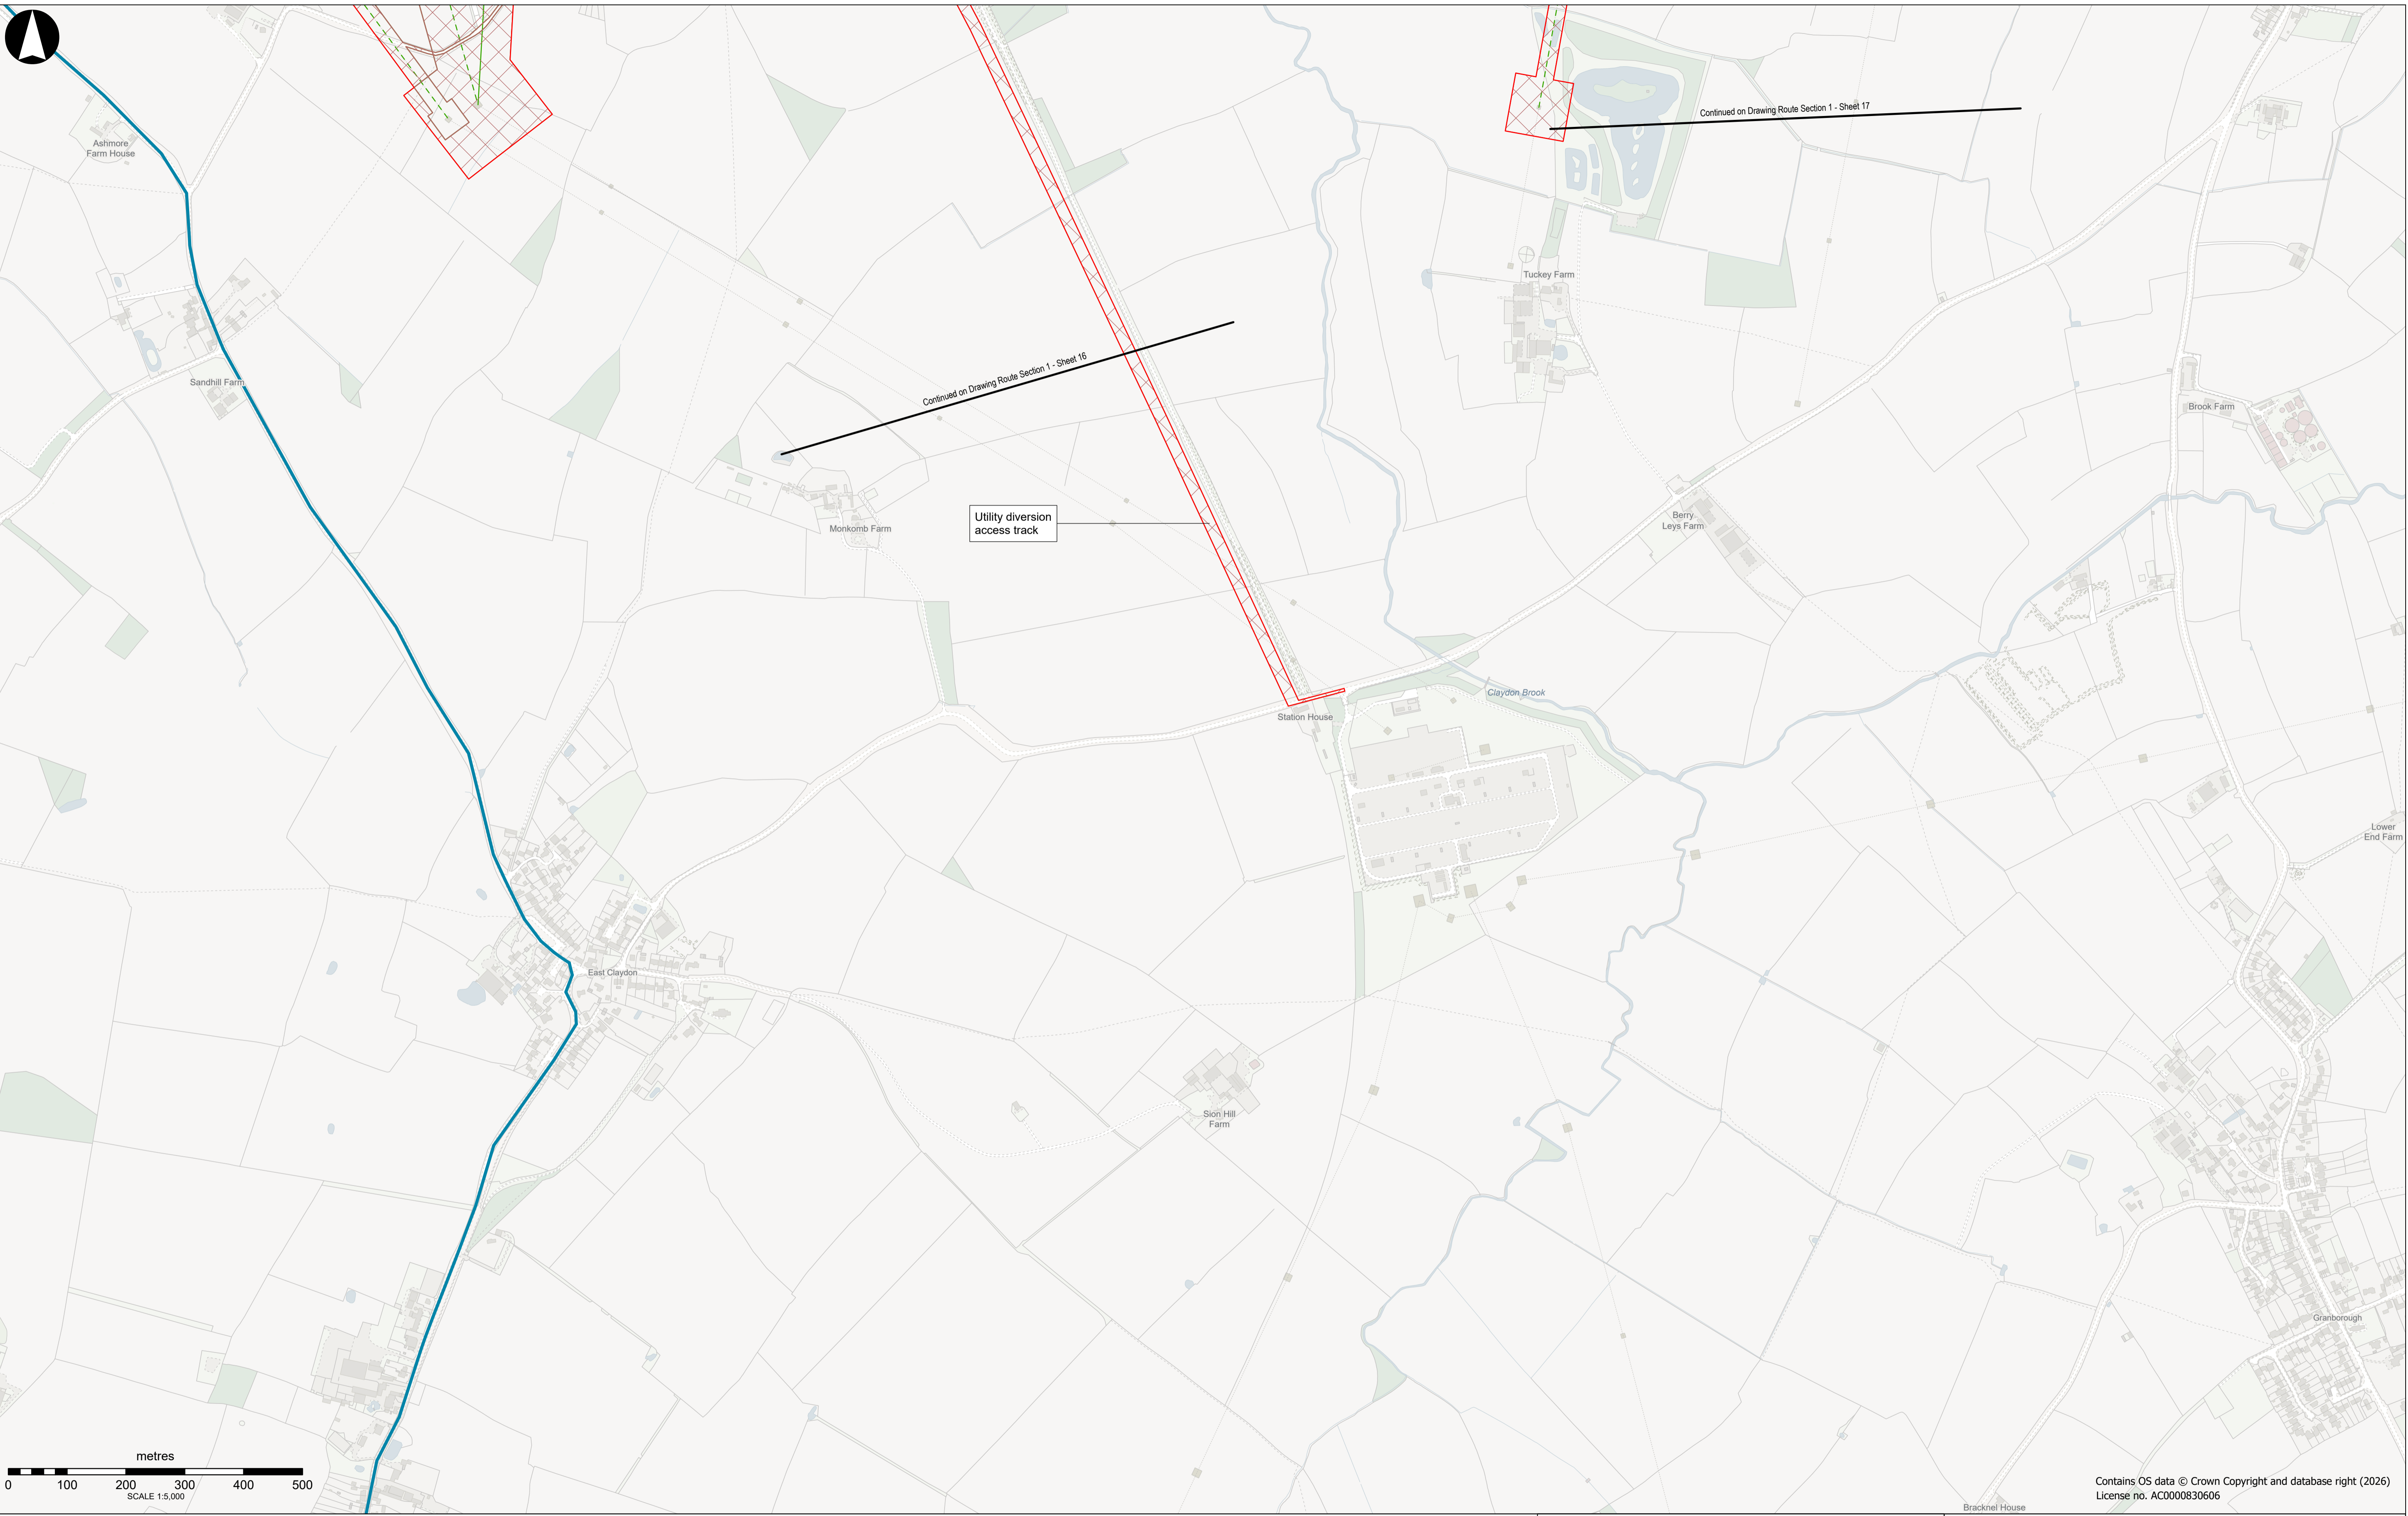 Continued on Drawing Route Section 1 - Sheet 17
Ashmore
Farm House
Tuckey Farm
Continued on Drawing Route Section 1 - Sheet 16
Sandhill Farm
Brook Farm
Utility diversion
access track
Monkomb Farm
Berry
Leys Farm
Claydon Brook
Station House
Lower
End Farm
East Claydon
Sion Hill
Farm
Granborough
metres
0 100 200 300 400 500
SCALE 1:5,000
Contains OS data © Crown Copyright and database right (2026)
License no. AC0000830606
Bracknel House